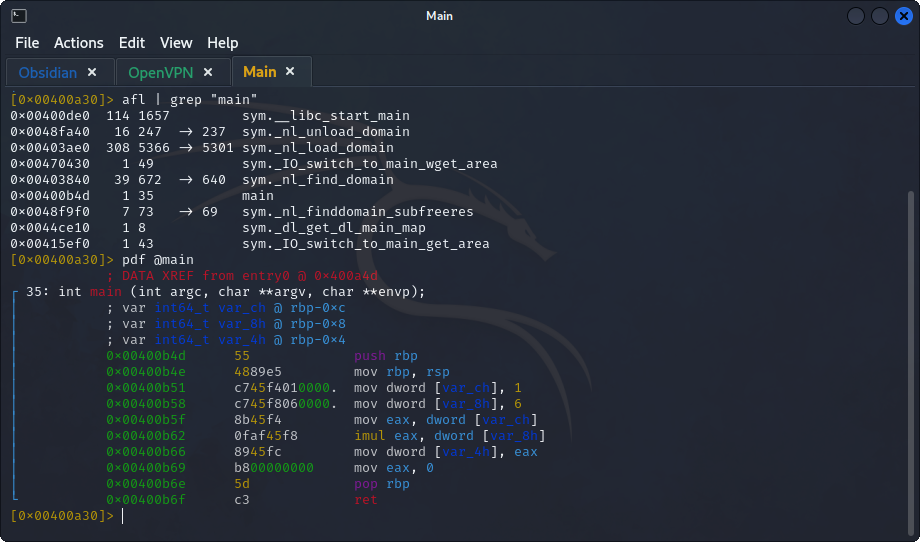 Main
File Actions Edit View Help
Obsidian × OpenVPN × Main ×
[0×00400a30]> afl | grep "main"
0×00400de0 114 1657 sym.__libc_start_main
0×0048fa40 16 247 → 237 sym._nl_unload_domain
0×00403ae0 308 5366 → 5301 sym._nl_load_domain
0×00470430 1 49 sym._IO_switch_to_main_wget_area
0×00403840 39 672 → 640 sym._nl_find_domain
0×00400b4d 1 35 main
0×0048f9f0 7 73 → 69 sym._nl_finddomain_subfreeres
0×0044ce10 1 8 sym._dl_get_dl_main_map
0×00415ef0 1 43 sym._IO_switch_to_main_get_area
[0×00400a30]> pdf @main
; DATA XREF from entry0 @ 0×400a4d
┌ 35: int main (int argc, char **argv, char **envp);
│ ; var int64_t var_ch @ rbp-0×c
│ ; var int64_t var_8h @ rbp-0×8
│ ; var int64_t var_4h @ rbp-0×4
│ 0×00400b4d 55 push rbp
│ 0×00400b4e 4889e5 mov rbp, rsp
│ 0×00400b51 c745f4010000. mov dword [var_ch], 1
│ 0×00400b58 c745f8060000. mov dword [var_8h], 6
│ 0×00400b5f 8b45f4 mov eax, dword [var_ch]
│ 0×00400b62 0faf45f8 imul eax, dword [var_8h]
│ 0×00400b66 8945fc mov dword [var_4h], eax
│ 0×00400b69 b800000000 mov eax, 0
│ 0×00400b6e 5d pop rbp
└ 0×00400b6f c3 ret
[0×00400a30]>